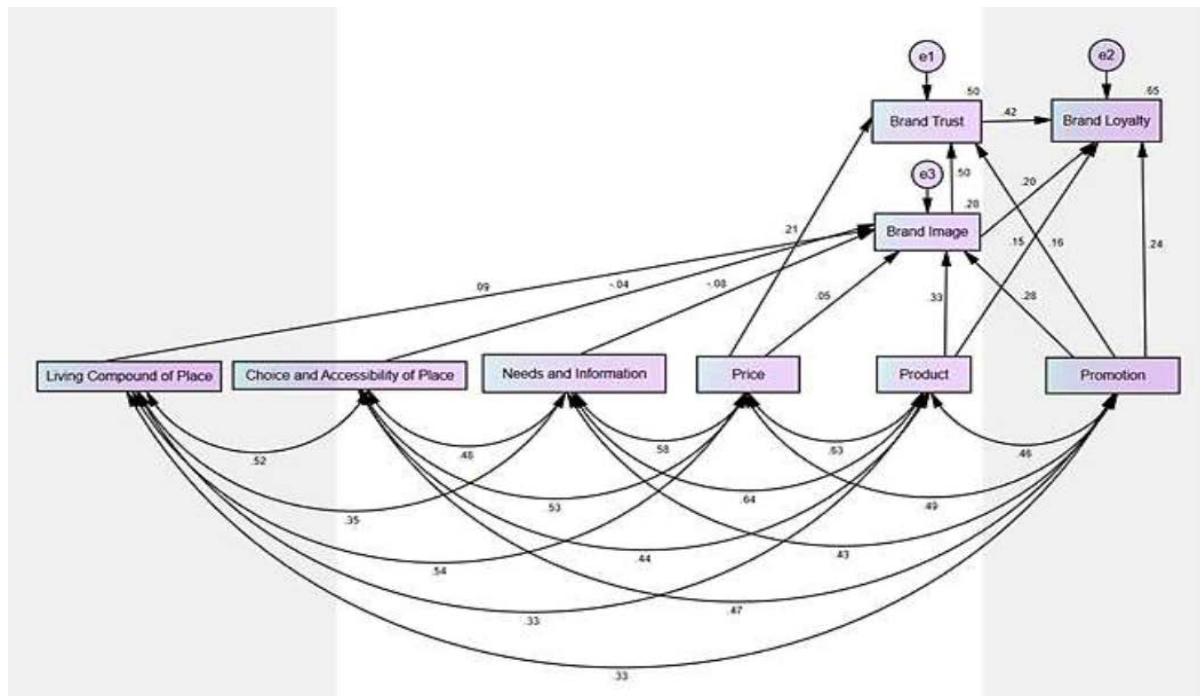 e1
e2
50
.65
Brand Trust
.42
Brand Loyalty
e3
.50
.20
.28
Brand Image
.21
.15
.16
.24
09
-.04
-.08
.05
.33
.28
Living Compound of Place
Choice and Accessibility of Place
Needs and Information
Price
Product
Promotion
.52
.48
.58
.63
.46
.35
.53
.64
.49
.54
.44
.43
.33
.47
.33